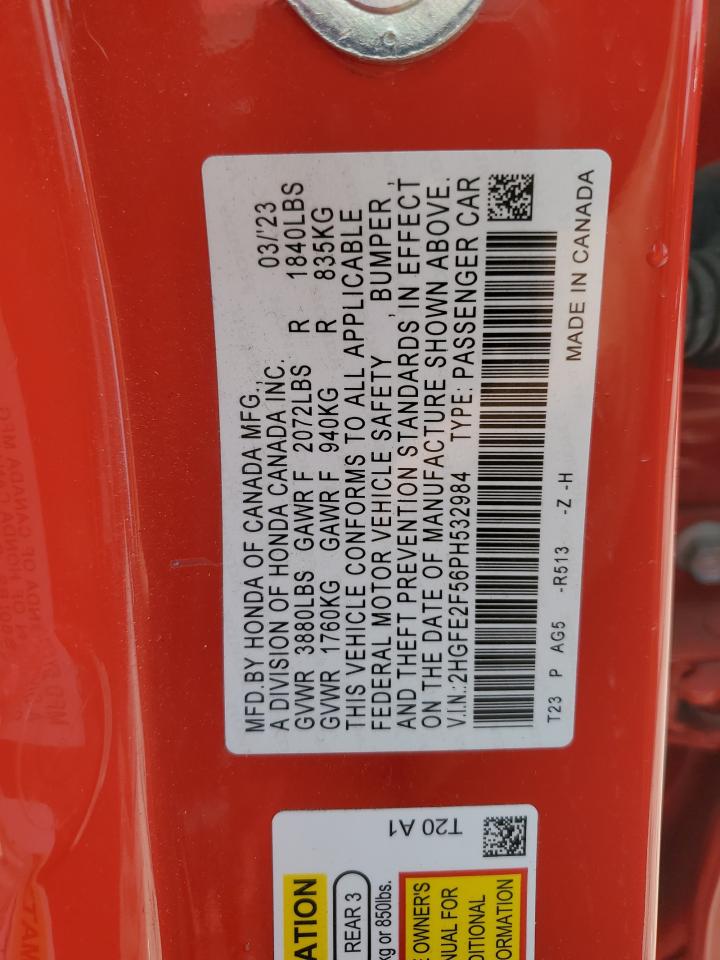 MFD.BY HONDA OF CANADA MFG.,
A DIVISION OF HONDA CANADA INC. 03/'23
GVWR 3880LBS GAWR F 2072LBS R 1840LBS
GVWR 1760KG GAWR F 940KG R 835KG
THIS VEHICLE CONFORMS TO ALL APPLICABLE
FEDERAL MOTOR VEHICLE SAFETY , BUMPER ,
AND THEFT PREVENTION STANDARDS IN EFFECT
ON THE DATE OF MANUFACTURE SHOWN ABOVE.
V.I.N.:2HGFE2F56PH532984 TYPE: PASSENGER CAR
T23 P AG5 -R513 -Z -H
MADE IN CANADA
T20 A1
ATION
REAR 3
kg or 850lbs.
OWNER'S
FOR
ORMATION